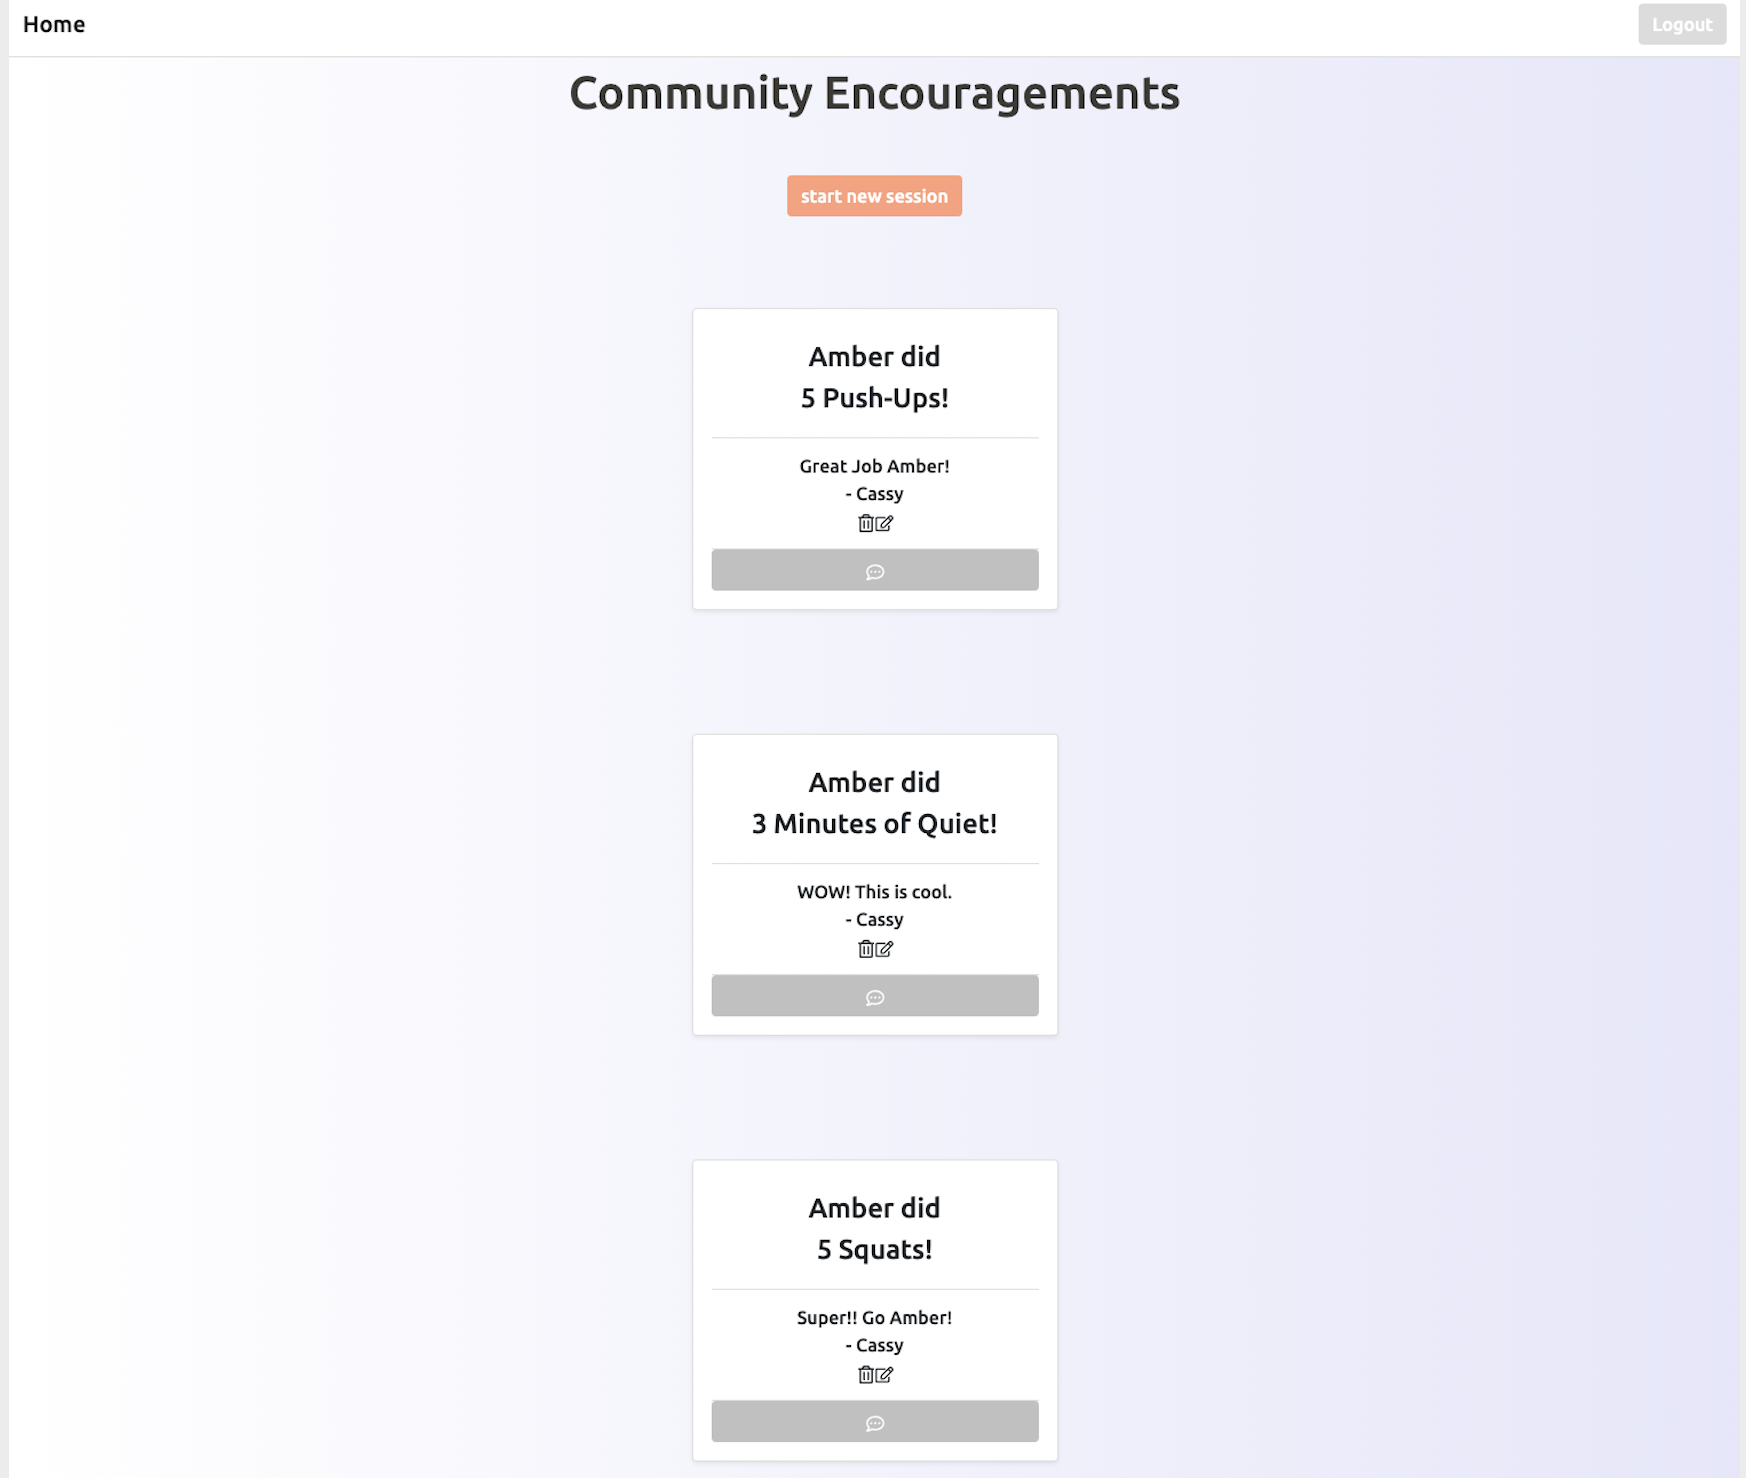 Home
Logout
Community Encouragements
start new session
Amber did
5 Push-Ups!
Great Job Amber!
- Cassy
Amber did
3 Minutes of Quiet!
WOW! This is cool.
- Cassy
Amber did
5 Squats!
Super!! Go Amber!
- Cassy